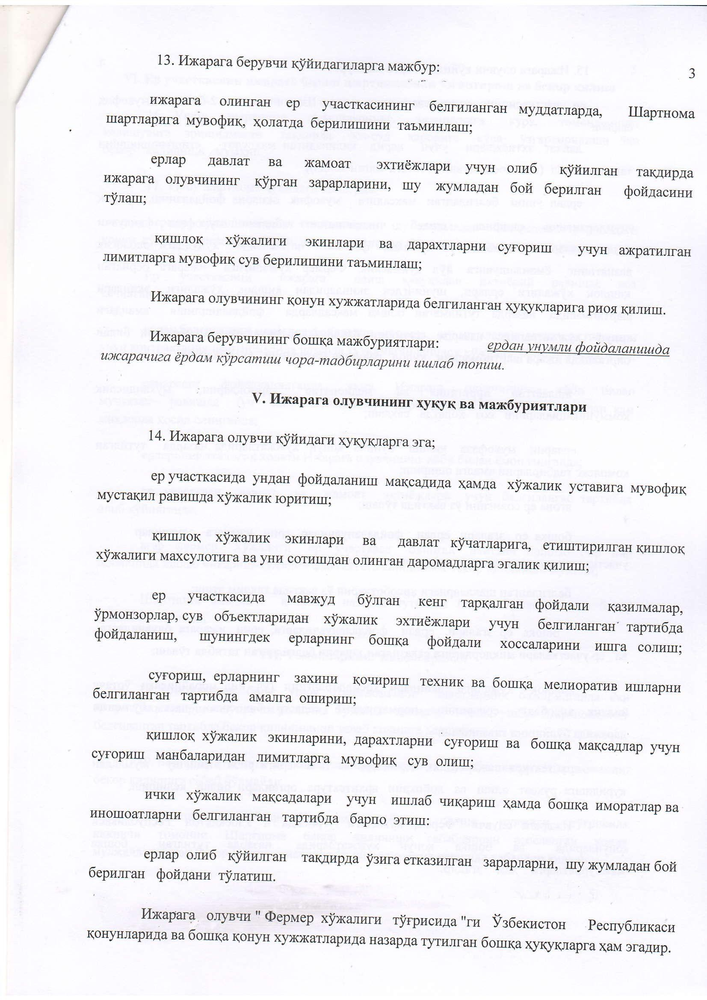 3
13. Ижарага берувчи қўйидагиларга мажбур:
ижарага олинган ер участкасининг белгиланган муддатларда, Шартнома
шартларига мувофиқ, ҳолатда берилишини таъминлаш;
ерлар давлат ва жамоат эхтиёжлари учун олиб қўйилган тақдирда
ижарага олувчининг қўрган зарарларини, шу жумладан бой берилган фойдасини
тўлаш;
қишлоқ хўжалиги экинлари ва дарахтларни суғориш учун ажратилган
лимитларга мувофиқ сув берилишини таъминлаш;
Ижарага олувчининг қонун хужжатларида белгиланган ҳуқуқларига риоя қилиш.
Ижарага берувчининг бошқа мажбуриятлари: ердан унумли фойдаланишда
ижарачига ёрдам кўрсатиш чора-тадбирларини ишлаб топиш.
V. Ижарага олувчининг ҳуқуқ ва мажбуриятлари
14. Ижарага олувчи қўйидаги ҳуқуқларга эга;
ер участкасида ундан фойдаланиш мақсадида ҳамда хўжалик уставига мувофиқ
мустақил равишда хўжалик юритиш;
қишлоқ хўжалик экинлари ва давлат кўчатларига, етиштирилган қишлоқ
хўжалиги махсулотига ва уни сотишдан олинган даромадларга эгалик қилиш;
ер участкасида мавжуд бўлган кенг тарқалган фойдали қазилмалар,
ўрмонзорлар, сув объектларидан хўжалик эхтиёжлари учун белгиланган тартибда
фойдаланиш, шунингдек ерларнинг бошқа фойдали хоссаларини ишга солиш;
суғориш, ерларнинг захини қочириш техник ва бошқа мелиоратив ишларни
белгиланган тартибда амалга ошириш;
қишлоқ хўжалик экинларини, дарахтларни суғориш ва бошқа мақсадлар учун
суғориш манбаларидан лимитларга мувофиқ сув олиш;
ички хўжалик мақсадалари учун ишлаб чиқариш ҳамда бошқа иморатлар ва
иношоатларни белгиланган тартибда барпо этиш:
ерлар олиб қўйилган тақдирда ўзига етказилган зарарларни, шу жумладан бой
берилган фойдани тўлатиш.
Ижарага олувчи " Фермер хўжалиги тўғрисида "ги Ўзбекистон Республикаси
қонунларида ва бошқа қонун хужжатларида назарда тутилган бошқа ҳуқуқларга ҳам эгадир.